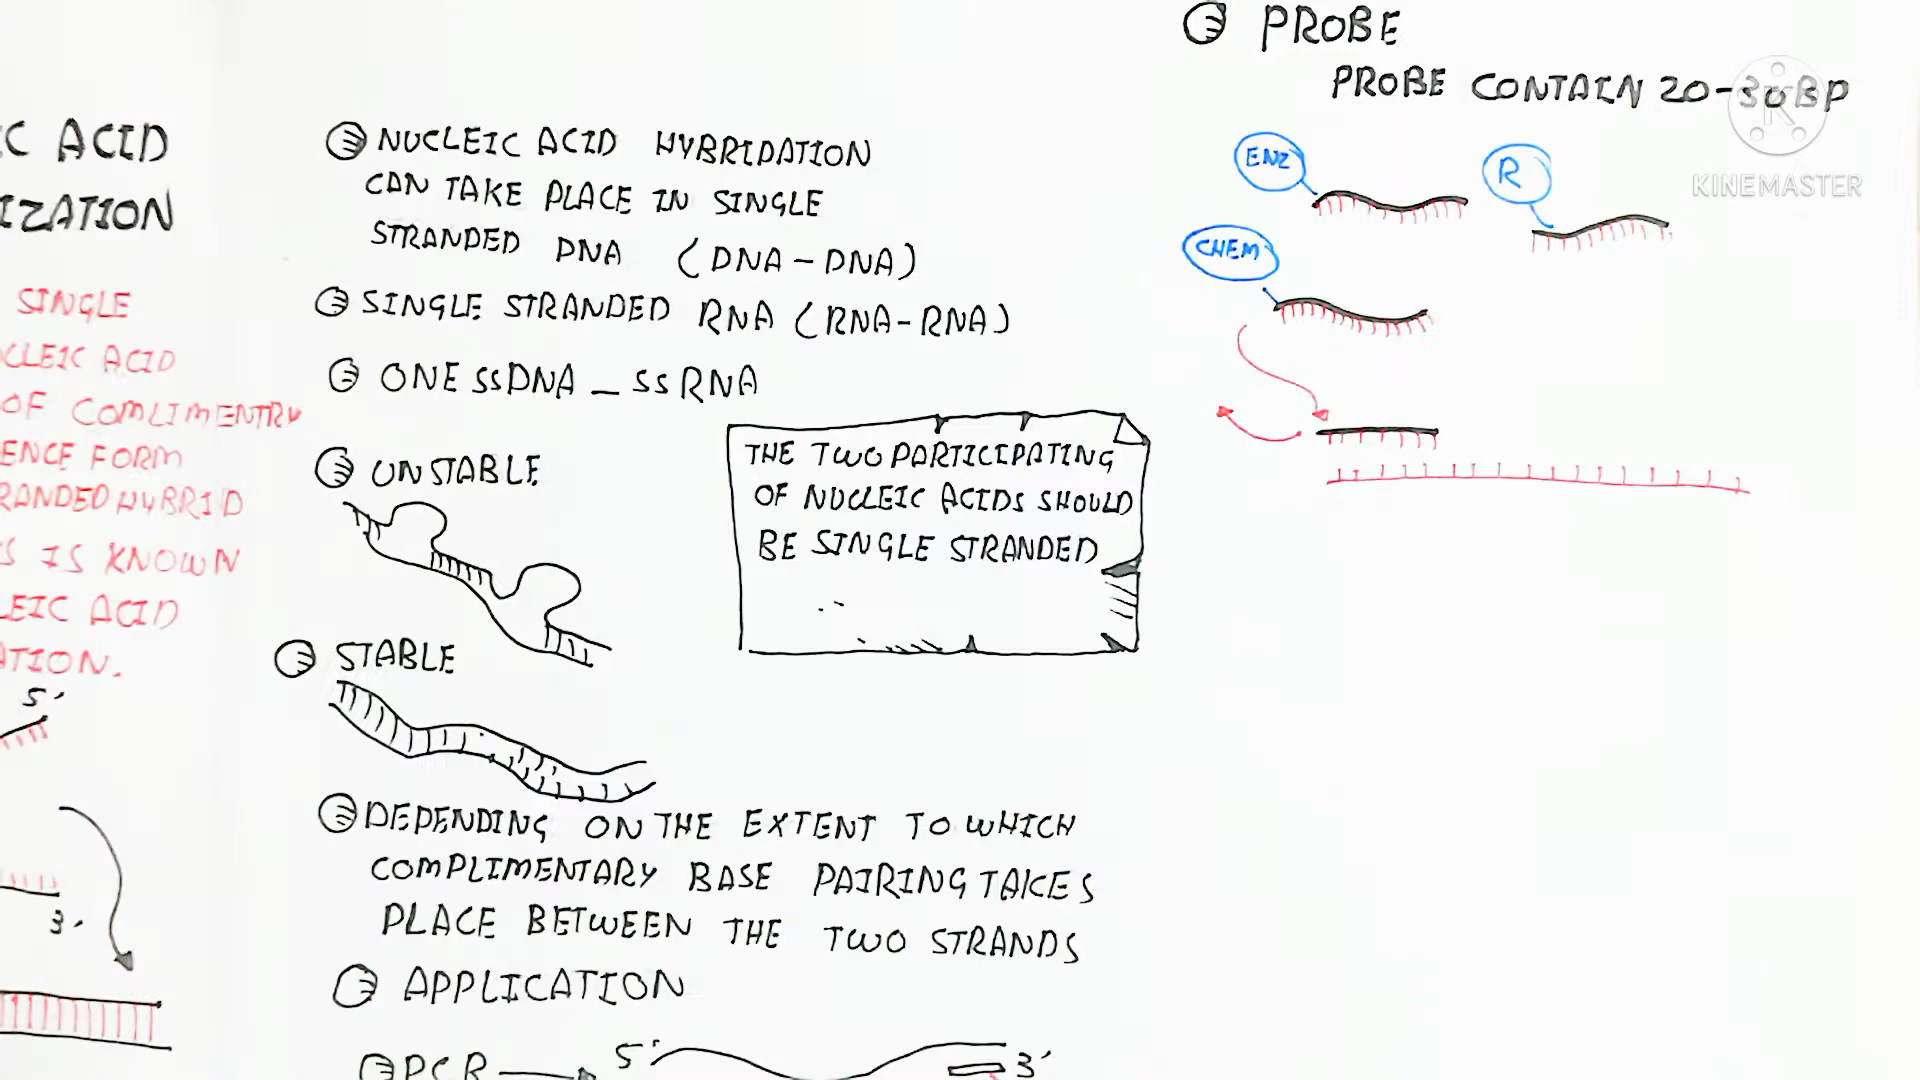 IC ACID
IZATION
SINGLE
CLEIC ACID
OF COMLIMENTRY
ENCE FORM
RANDED HYBRID
S IS KNOWN
LEIC ACID
ATION.
5'
3'
NUCLEIC ACID HYBRIDATION
CAN TAKE PLACE IN SINGLE
STRANDED DNA (DNA-DNA)
SINGLE STRANDED RNA (RNA-RNA)
ONE ssDNA - ssRNA
UNSTABLE
STABLE
THE TWO PARTICIPATING
OF NUCLEIC ACIDS SHOULD
BE SINGLE STRANDED
DEPENDING ON THE EXTENT TO WHICH
COMPLIMENTARY BASE PAIRING TAKES
PLACE BETWEEN THE TWO STRANDS
APPLICATION
PCR
5'
3'
PROBE
PROBE CONTAIN 20-30BP
ENZ
R
CHEM
K
KINEMASTER